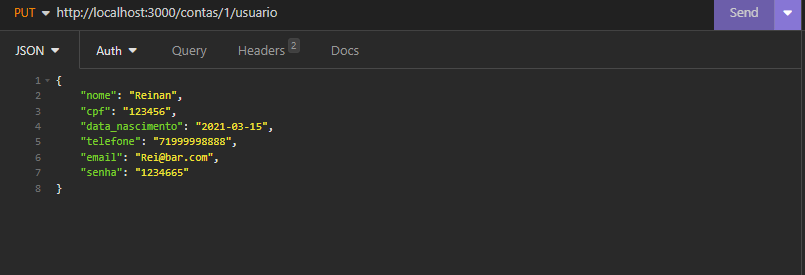 PUT http://localhost:3000/contas/1/usuario Send
JSON Auth Query Headers 2 Docs
1 {
2 "nome": "Reinan",
3 "cpf": "123456",
4 "data_nascimento": "2021-03-15",
5 "telefone": "71999998888",
6 "email": "Rei@bar.com",
7 "senha": "1234665"
8 }